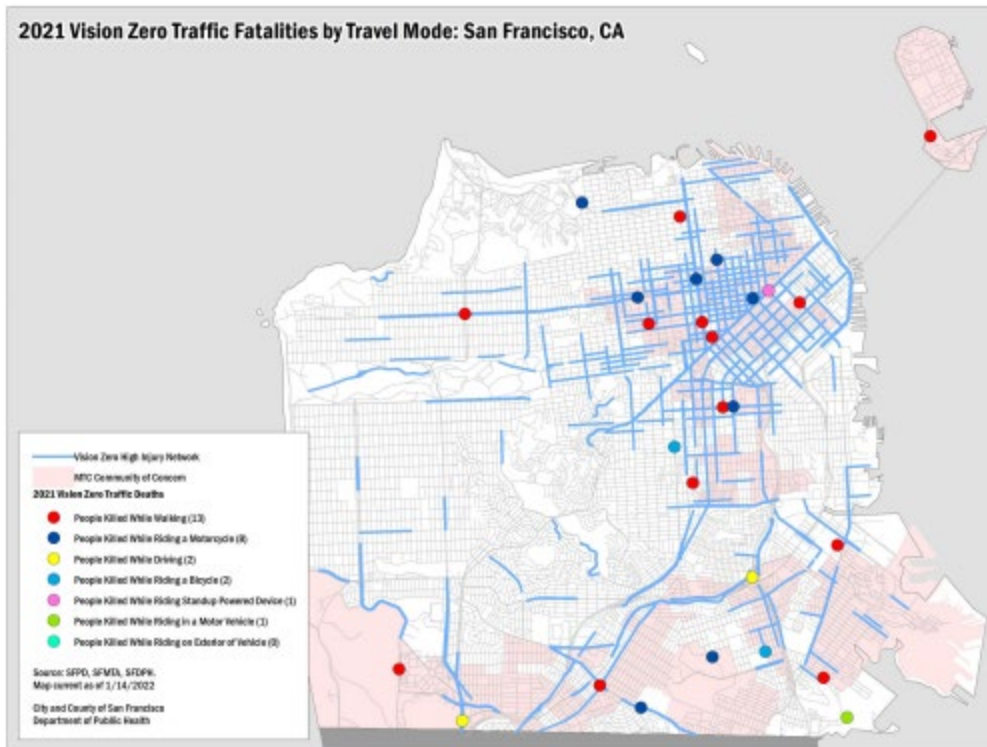 2021 Vision Zero Traffic Fatalities by Travel Mode: San Francisco, CA
Vision Zero High Injury Network
MTC Community of Concern
2021 Vision Zero Traffic Deaths
People Killed While Walking (13)
People Killed While Riding a Motorcycle (8)
People Killed While Driving (2)
People Killed While Riding a Bicycle (2)
People Killed While Riding Standup Powered Device (1)
People Killed While Riding in a Motor Vehicle (1)
People Killed While Riding on Exterior of Vehicle (0)
Source: SFPD, SFMTA, SFDPH.
Map current as of 1/14/2022
City and County of San Francisco
Department of Public Health